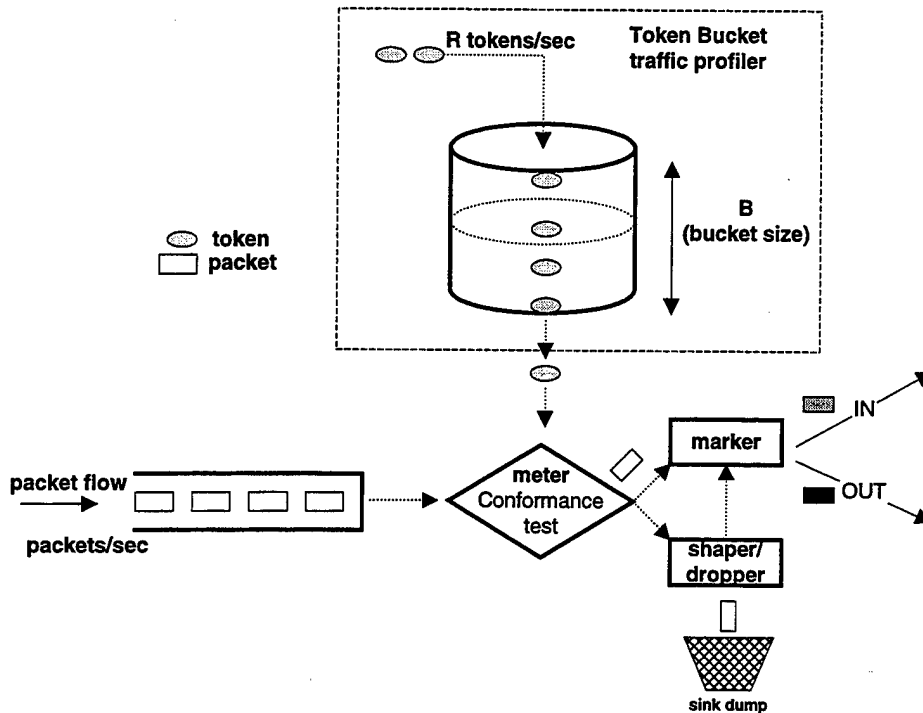 R tokens/sec
Token Bucket
traffic profiler
B
(bucket size)
token
packet
packet flow
packets/sec
meter
Conformance
test
marker
IN
OUT
shaper/
dropper
sink dump